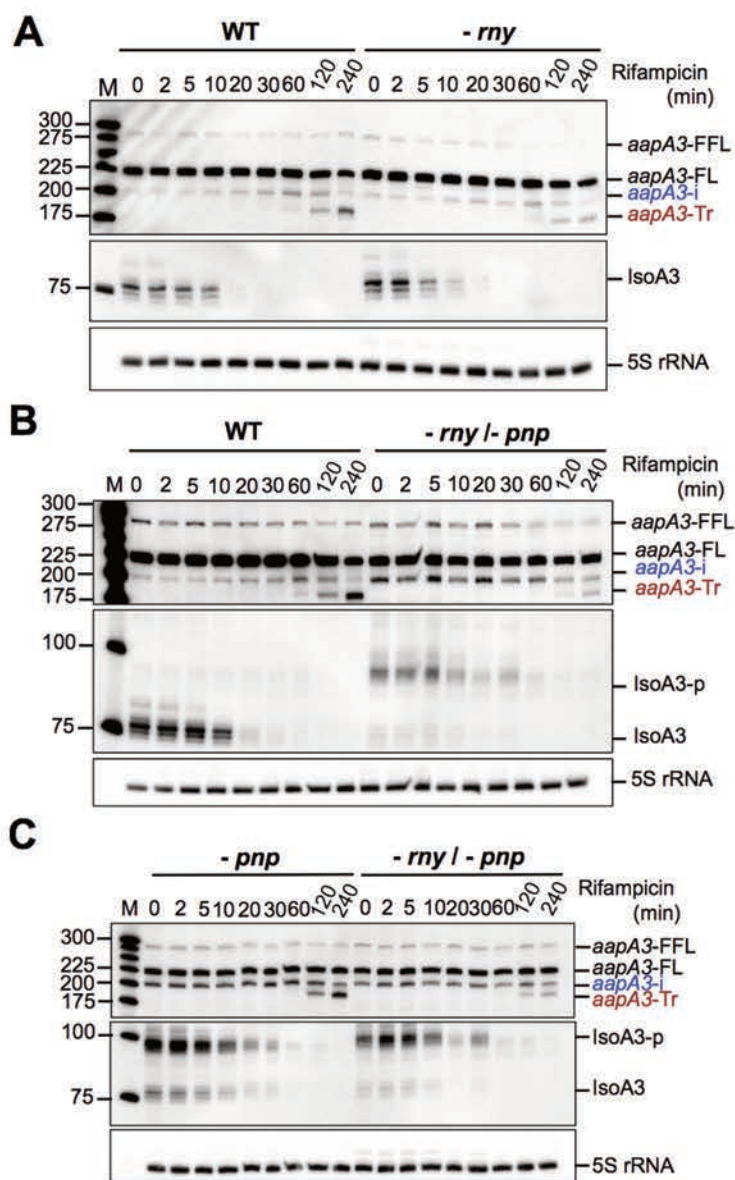 A
WT
- rny
M 0 2 5 10 20 30 60 120 240 0 2 5 10 20 30 60 120 240 Rifampicin (min)
300
275
225
200
175
aapA3-FFL
aapA3-FL
aapA3-i
aapA3-Tr
75
IsoA3
5S rRNA
B
WT
- rny /- pnp
M 0 2 5 10 20 30 60 120 240 0 2 5 10 20 30 60 120 240 Rifampicin (min)
300
275
225
200
175
aapA3-FFL
aapA3-FL
aapA3-i
aapA3-Tr
100
75
IsoA3-p
IsoA3
5S rRNA
C
- pnp
- rny / - pnp
M 0 2 5 10 20 30 60 120 240 0 2 5 10 20 30 60 120 240 Rifampicin (min)
300
225
200
175
aapA3-FFL
aapA3-FL
aapA3-i
aapA3-Tr
100
75
IsoA3-p
IsoA3
5S rRNA